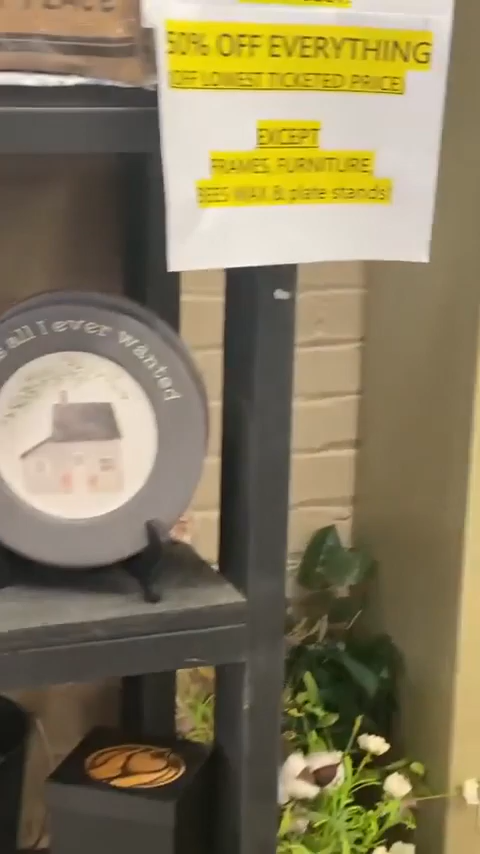 50% OFF EVERYTHING
(OFF LOWEST TICKETED PRICE)
EXCEPT
FRAMES, FURNITURE,
BEES WAX & plate stands!
all I ever wanted